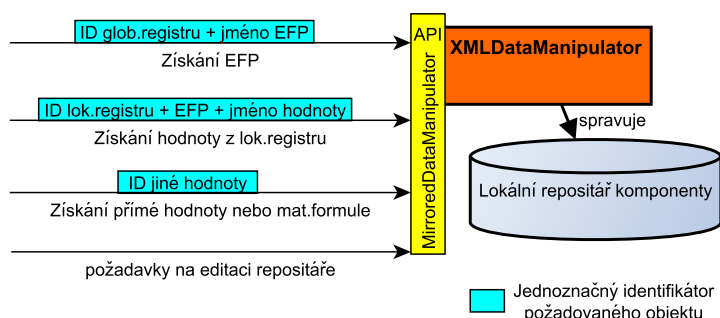 ID glob.registru + jméno EFP
Získání EFP
ID lok.registru + EFP + jméno hodnoty
Získání hodnoty z lok.registru
ID jiné hodnoty
Získání přímé hodnoty nebo mat.formule
požadavky na editaci repositáře
API
MirroredDataManipulator
XMLDataManipulator
spravuje
Lokální repositář komponenty
Jednoznačný identifikátor
požadovaného objektu